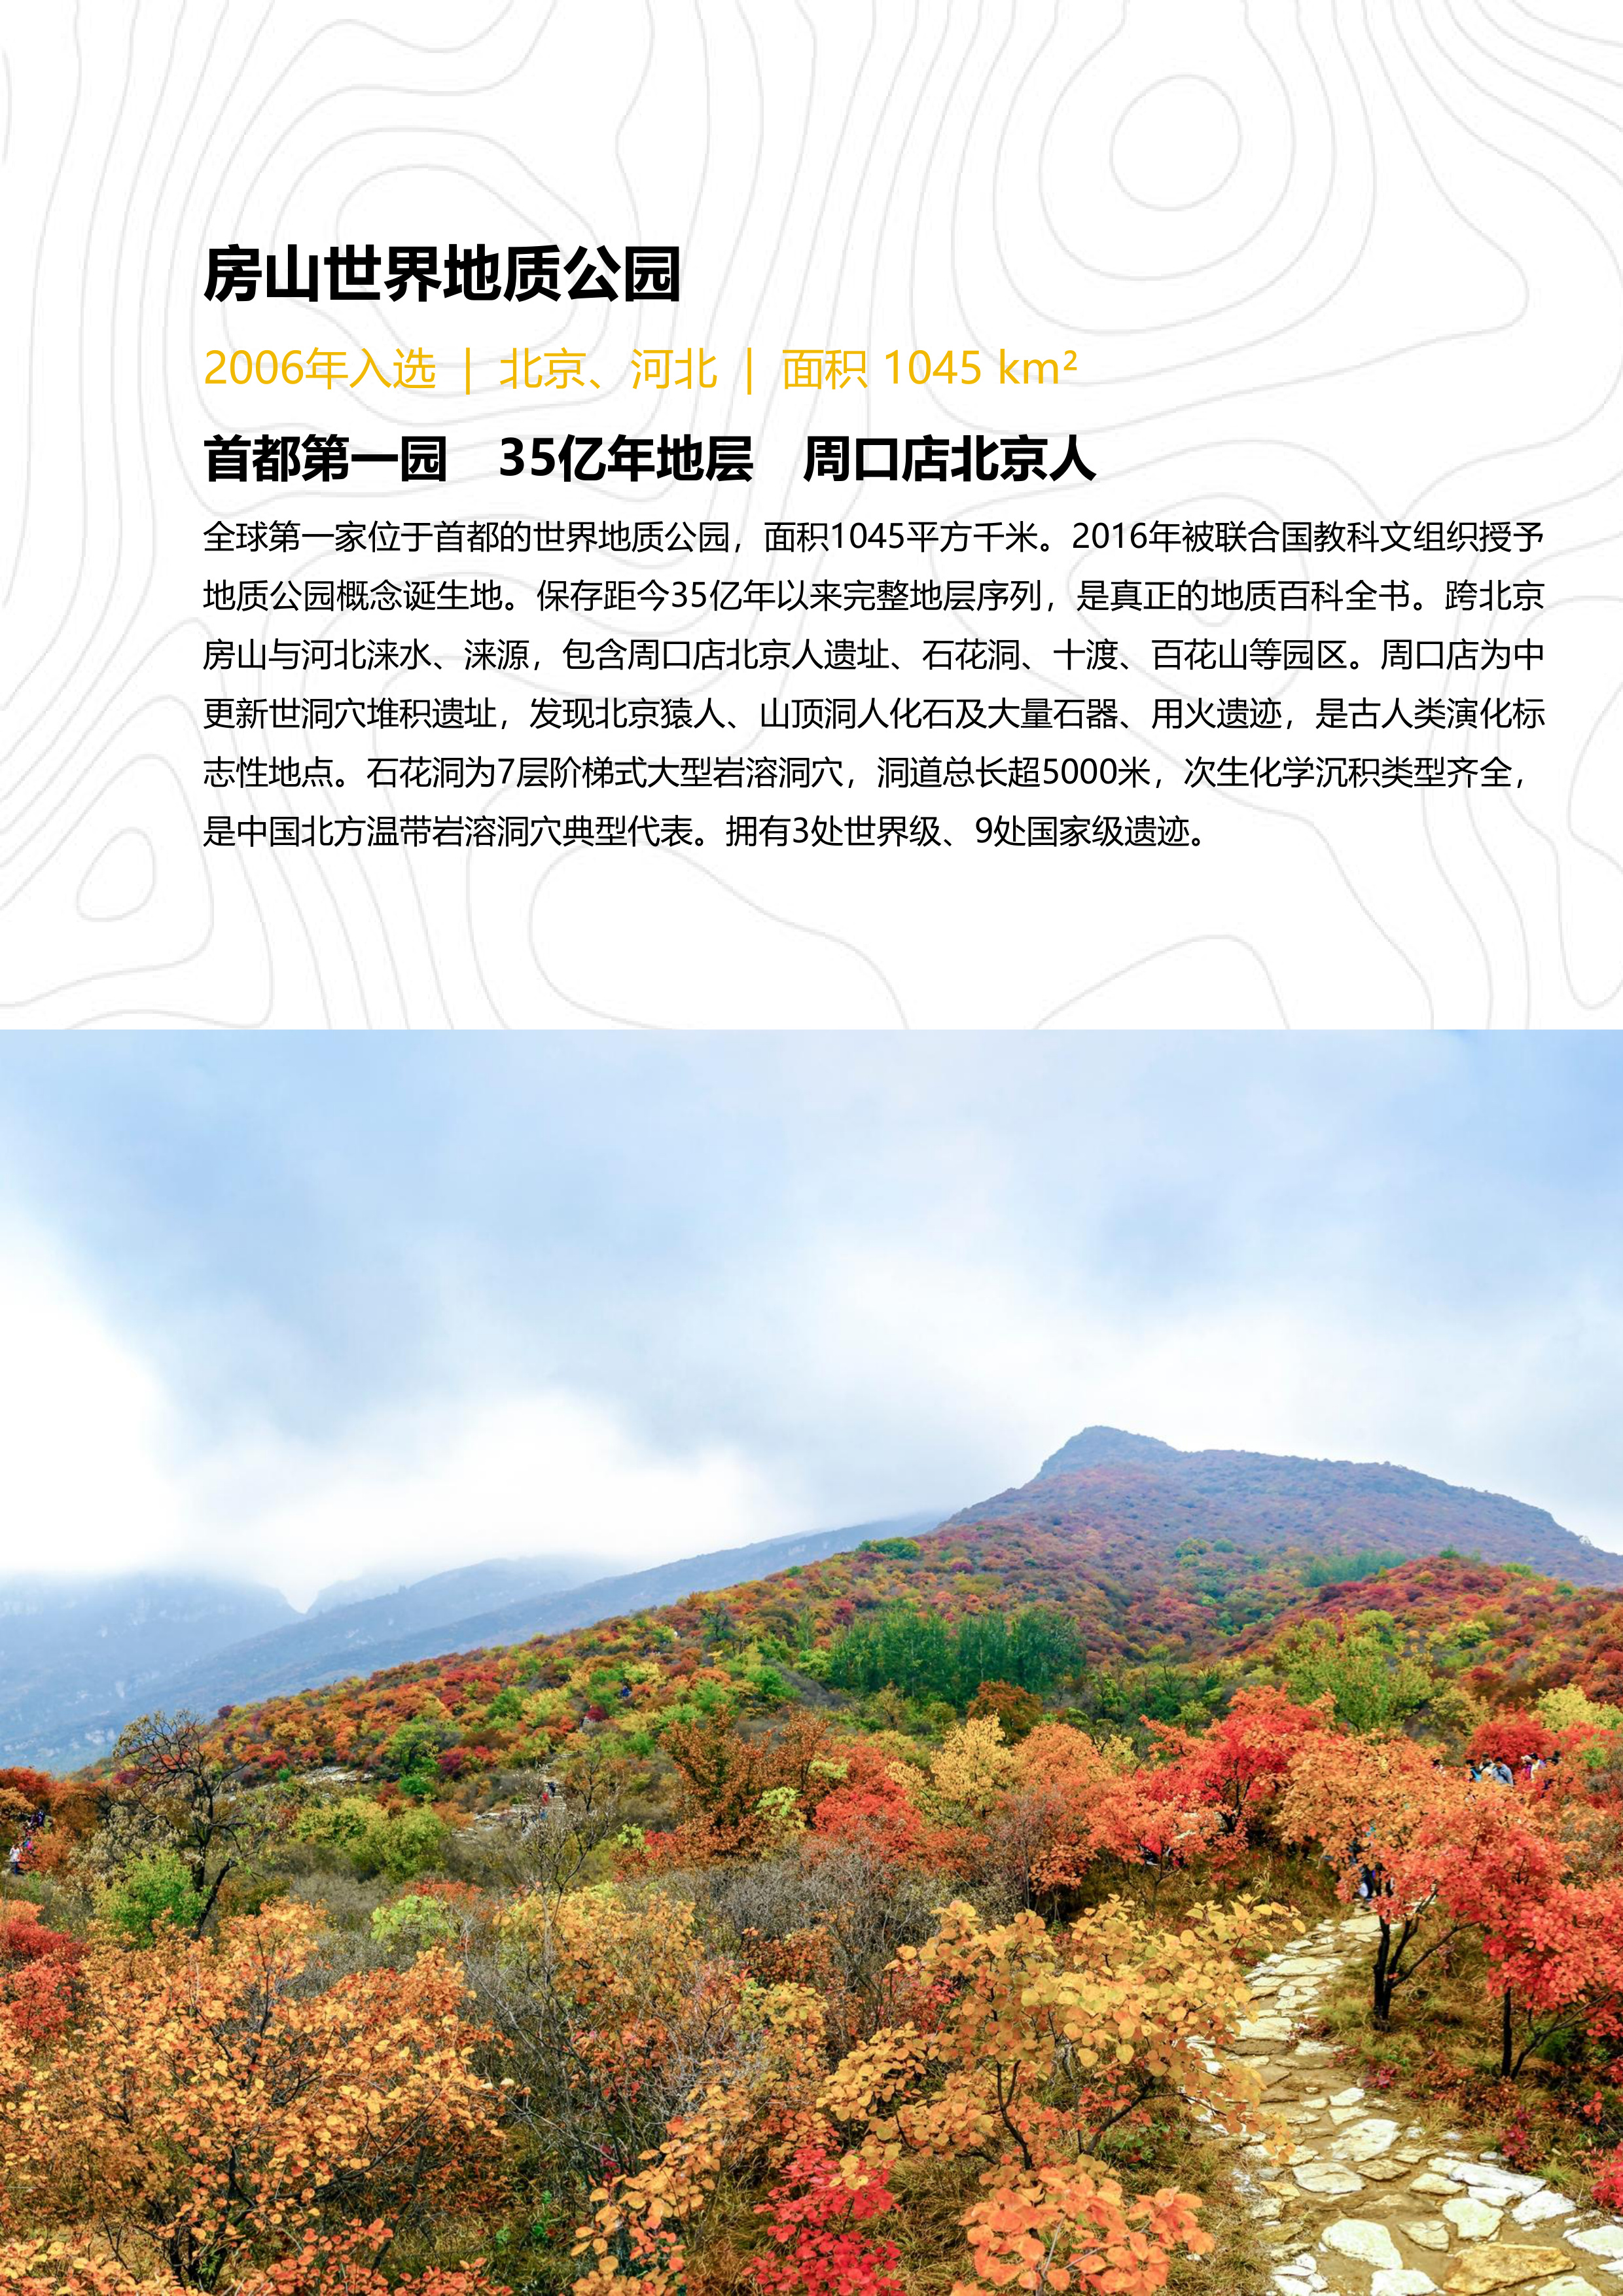 房山世界地质公园
2006年入选 | 北京、河北 | 面积 1045 km²
首都第一园 35亿年地层 周口店北京人
全球第一家位于首都的世界地质公园，面积1045平方千米。2016年被联合国教科文组织授予
地质公园概念诞生地。保存距今35亿年以来完整地层序列，是真正的地质百科全书。跨北京
房山与河北涞水、涞源，包含周口店北京人遗址、石花洞、十渡、百花山等园区。周口店为中
更新世洞穴堆积遗址，发现北京猿人、山顶洞人化石及大量石器、用火遗迹，是古人类演化标
志性地点。石花洞为7层阶梯式大型岩溶洞穴，洞道总长超5000米，次生化学沉积类型齐全，
是中国北方温带岩溶洞穴典型代表。拥有3处世界级、9处国家级遗迹。